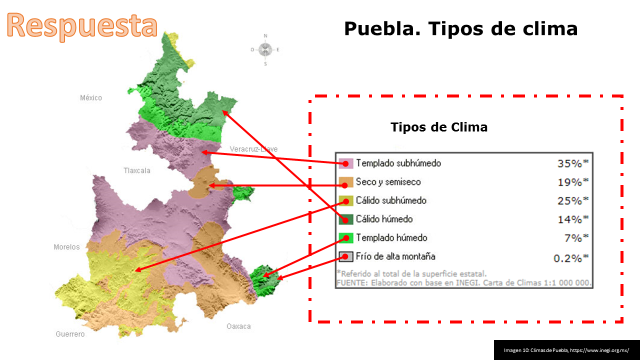 Respuesta
Puebla. Tipos de clima
N
O
E
S
México
Veracruz-Llave
Tlaxcala
Morelos
Guerrero
Oaxaca
Tipos de Clima
Templado subhúmedo 35%*
Seco y semiseco 19%*
Cálido subhúmedo 25%*
Cálido húmedo 14%*
Templado húmedo 7%*
Frío de alta montaña 0.2%*
*Referido al total de la superficie estatal.
FUENTE: Elaborado con base en INEGI. Carta de Climas 1:1 000 000.
Imagen 10: Climas de Puebla, https://www.inegi.org.mx/